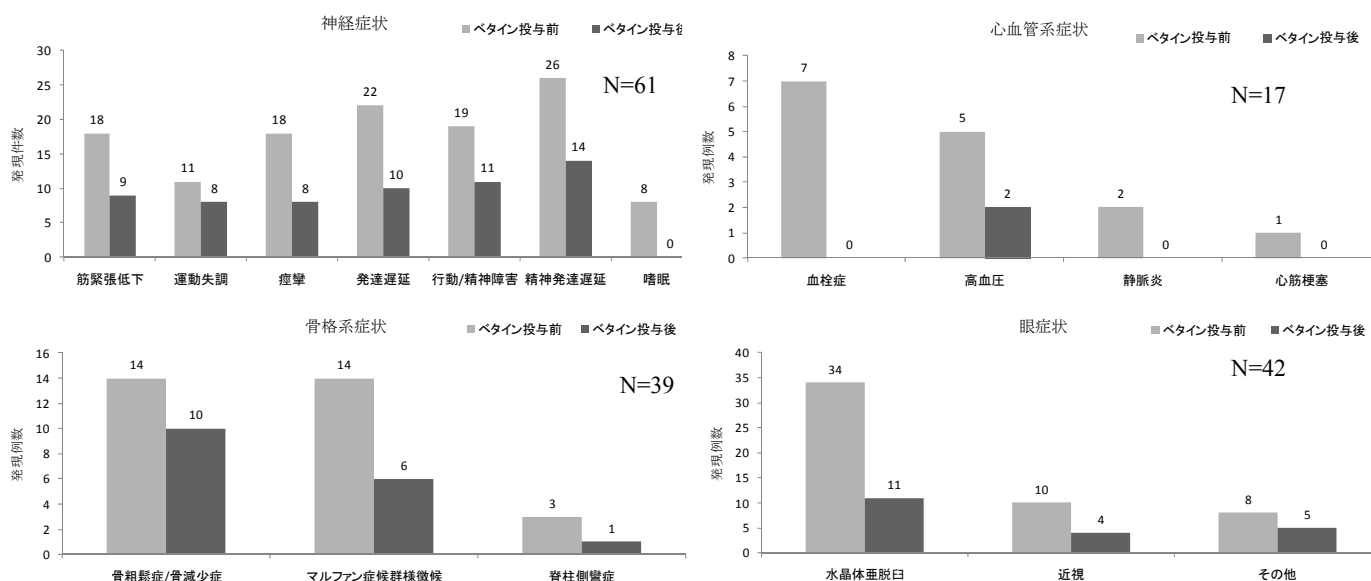 神経症状
ベタイン投与前 ベタイン投与後
N=61
発現件数
30
25
20
15
10
5
0
18 9 11 8 18 8 22 10 19 11 26 14 8 0
筋緊張低下 運動失調 痙攣 発達遅延 行動/精神障害 精神発達遅延 嗜眠
心血管系症状
ベタイン投与前 ベタイン投与後
N=17
発現例数
8
7
6
5
4
3
2
1
0
7 0 5 2 2 0 1 0
血栓症 高血圧 静脈炎 心筋梗塞
骨格系症状
ベタイン投与前 ベタイン投与後
N=39
発現例数
16
14
12
10
8
6
4
2
0
14 10 14 6 3 1
骨粗鬆症/骨減少症 マルファン症候群様徴候 脊柱側彎症
眼症状
ベタイン投与前 ベタイン投与後
N=42
発現例数
40
35
30
25
20
15
10
5
0
34 11 10 4 8 5
水晶体亜脱臼 近視 その他